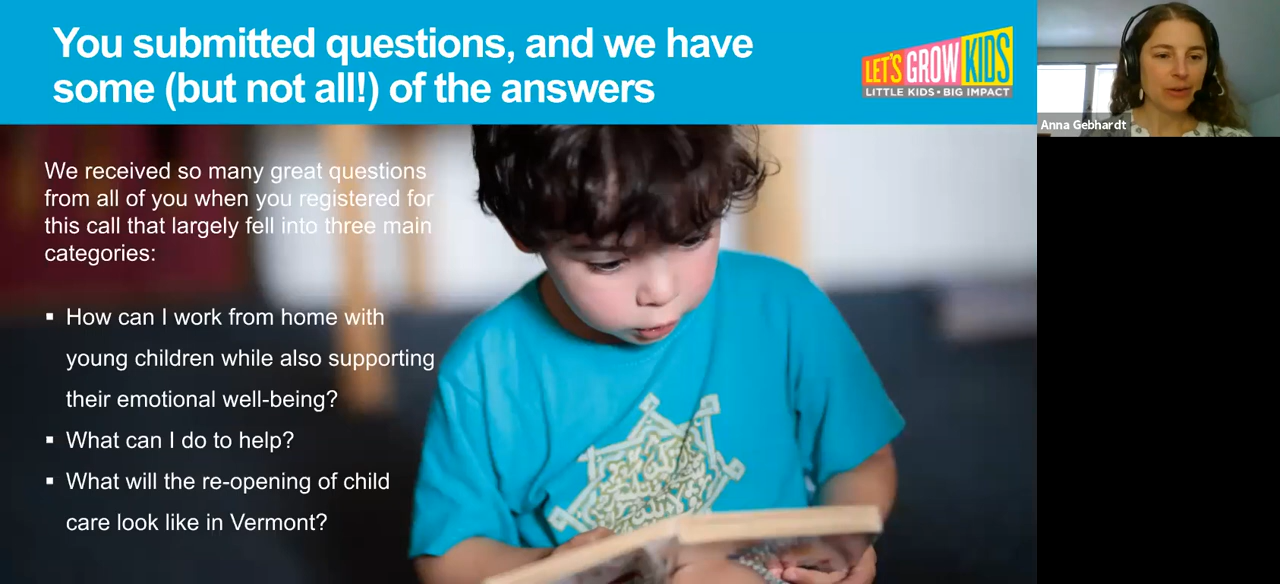 You submitted questions, and we have
some (but not all!) of the answers
LET'S GROW KIDS
LITTLE KIDS • BIG IMPACT
Anna Gebhardt
We received so many great questions
from all of you when you registered for
this call that largely fell into three main
categories:
▪ How can I work from home with
young children while also supporting
their emotional well-being?
▪ What can I do to help?
▪ What will the re-opening of child
care look like in Vermont?